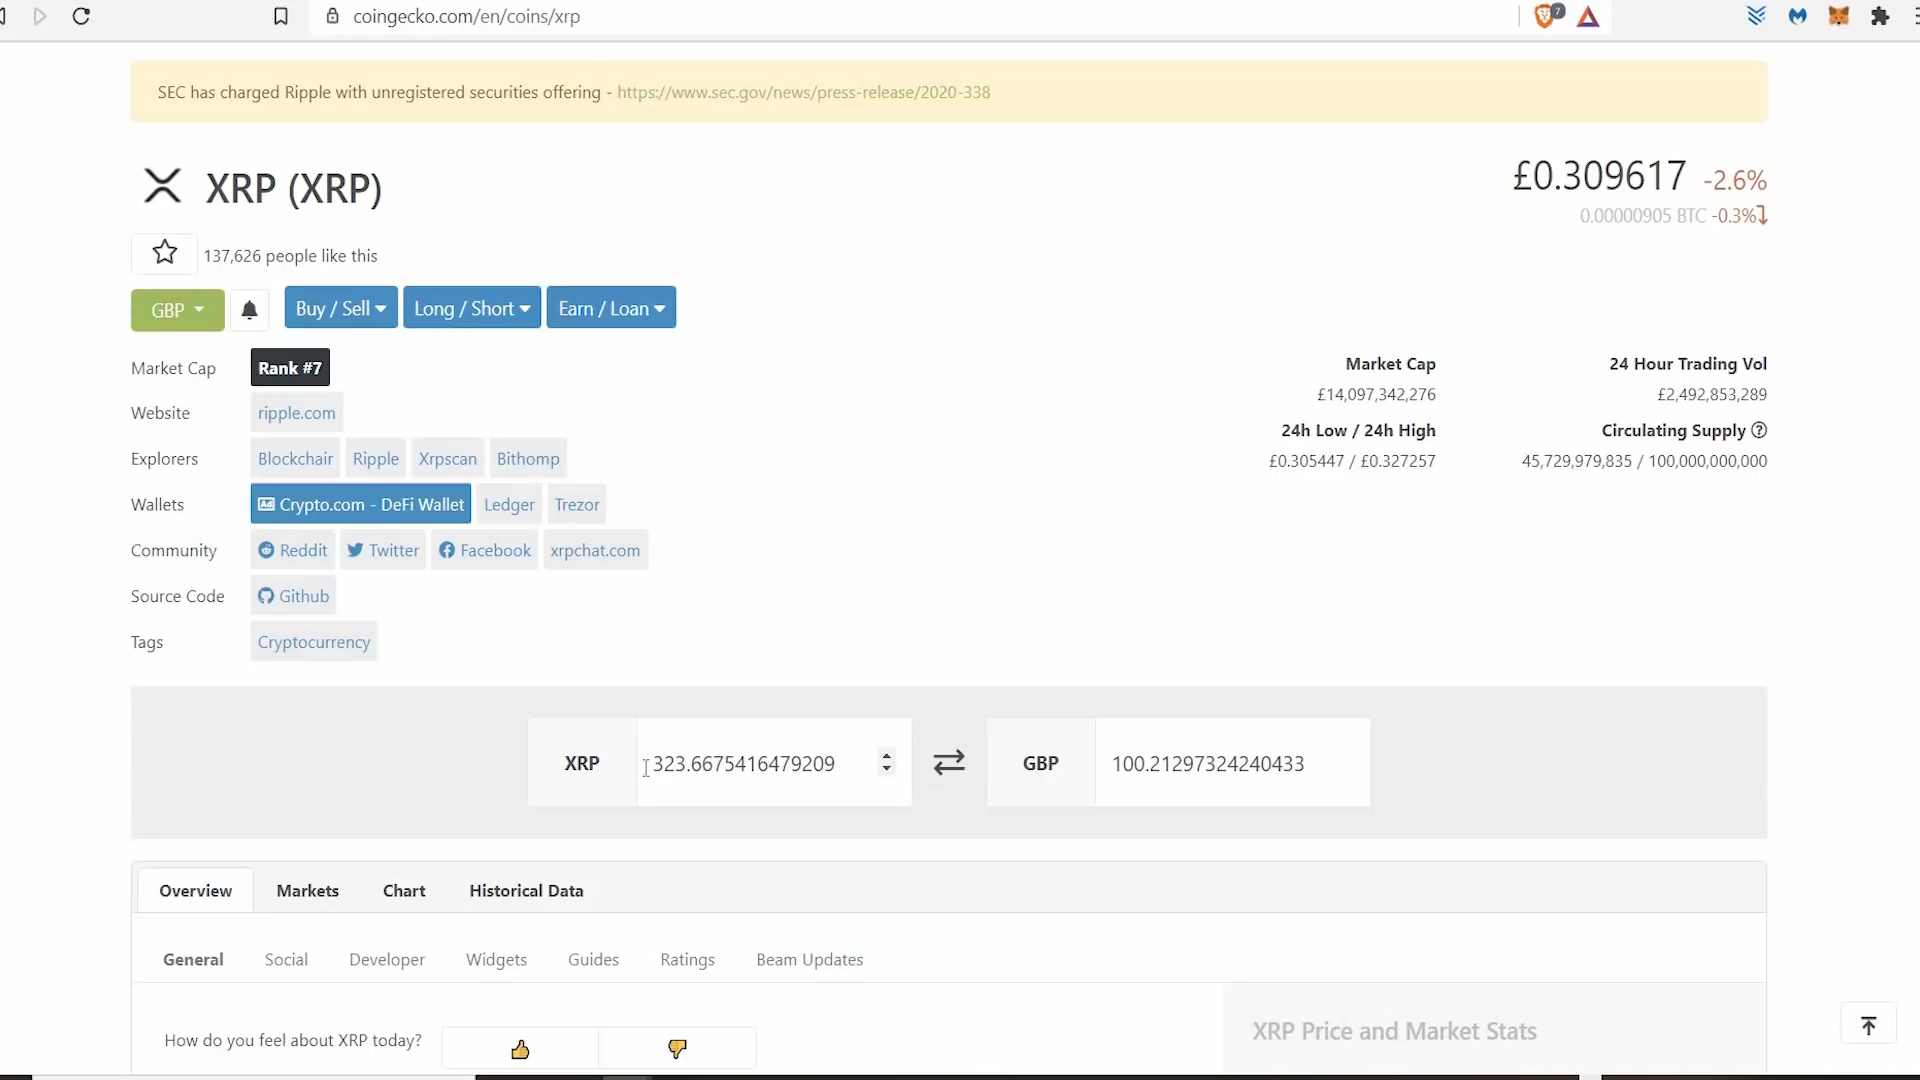 coingecko.com/en/coins/xrp
7
SEC has charged Ripple with unregistered securities offering - https://www.sec.gov/news/press-release/2020-338
XRP (XRP)
£0.309617 -2.6%
0.00000905 BTC -0.3%
137,626 people like this
GBP
Buy / Sell
Long / Short
Earn / Loan
Market Cap Rank #7
Website ripple.com
Explorers Blockchair Ripple Xrpscan Bithomp
Wallets Ad Crypto.com - DeFi Wallet Ledger Trezor
Community Reddit Twitter Facebook xrpchat.com
Source Code Github
Tags Cryptocurrency
Market Cap
£14,097,342,276
24 Hour Trading Vol
£2,492,853,289
24h Low / 24h High
£0.305447 / £0.327257
Circulating Supply ?
45,729,979,835 / 100,000,000,000
XRP 323.6675416479209 GBP 100.21297324240433
Overview Markets Chart Historical Data
General Social Developer Widgets Guides Ratings Beam Updates
How do you feel about XRP today?
XRP Price and Market Stats